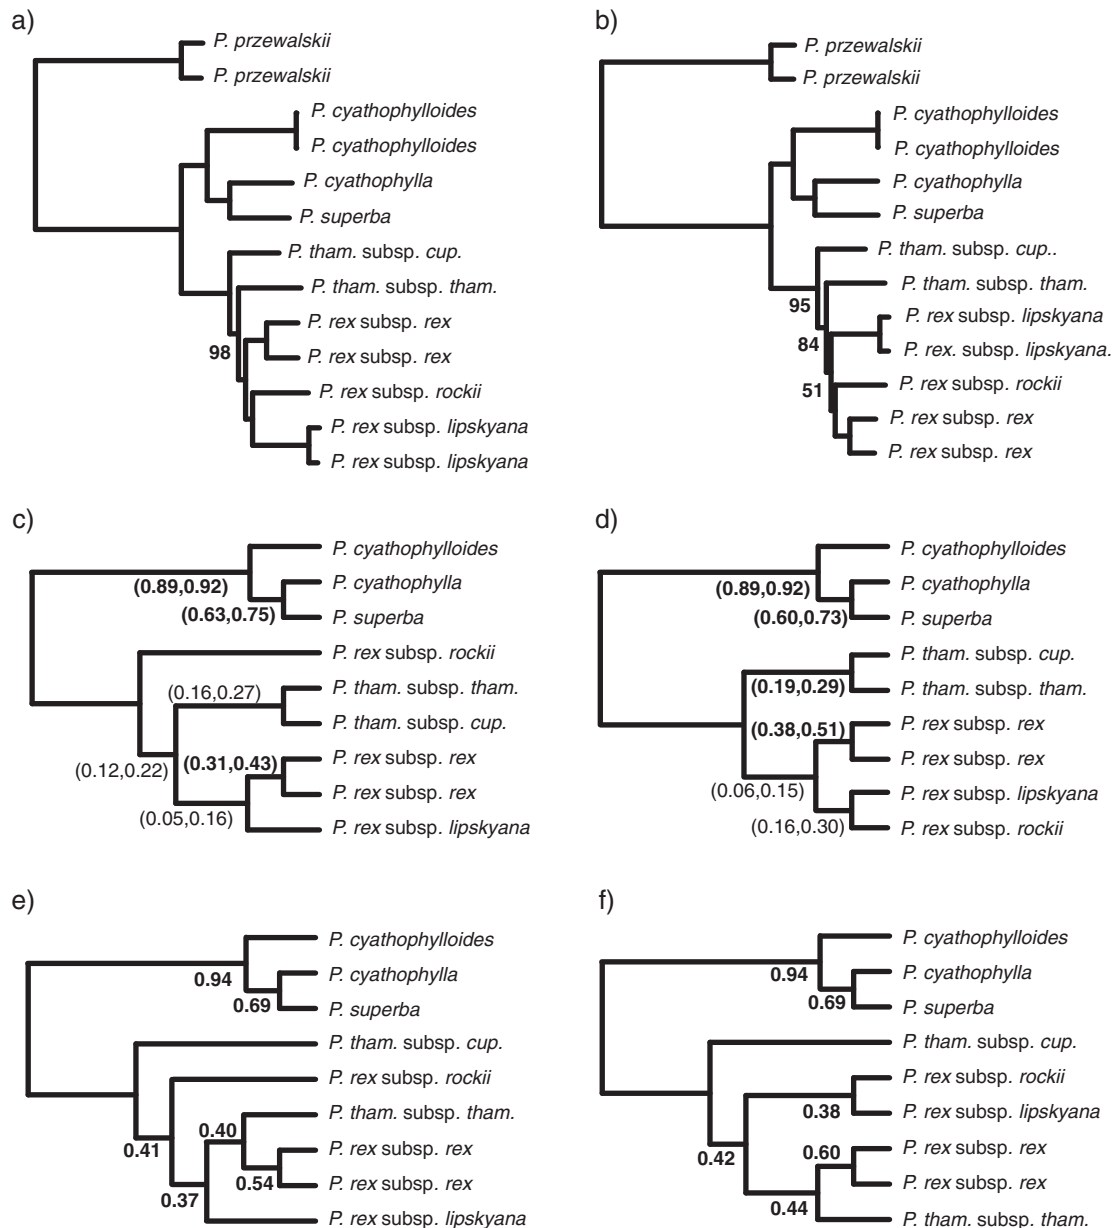 a)
P. przewalskii
P. przewalskii
P. cyathophylloides
P. cyathophylloides
P. cyathophylla
P. superba
P. tham. subsp. cup.
P. tham. subsp. tham.
P. rex subsp. rex
98
P. rex subsp. rex
P. rex subsp. rockii
P. rex subsp. lipskyana
P. rex subsp. lipskyana
b)
P. przewalskii
P. przewalskii
P. cyathophylloides
P. cyathophylloides
P. cyathophylla
P. superba
P. tham. subsp. cup..
P. tham. subsp. tham.
95
P. rex subsp. lipskyana
84
P. rex. subsp. lipskyana.
P. rex subsp. rockii
51
P. rex subsp. rex
P. rex subsp. rex
c)
P. cyathophylloides
(0.89,0.92)
P. cyathophylla
(0.63,0.75)
P. superba
P. rex subsp. rockii
(0.16,0.27)
P. tham. subsp. tham.
P. tham. subsp. cup.
(0.31,0.43)
P. rex subsp. rex
(0.12,0.22)
P. rex subsp. rex
(0.05,0.16)
P. rex subsp. lipskyana
d)
P. cyathophylloides
(0.89,0.92)
P. cyathophylla
(0.60,0.73)
P. superba
P. tham. subsp. cup.
(0.19,0.29)
P. tham. subsp. tham.
(0.38,0.51)
P. rex subsp. rex
P. rex subsp. rex
(0.06,0.15)
P. rex subsp. lipskyana
(0.16,0.30)
P. rex subsp. rockii
e)
P. cyathophylloides
0.94
P. cyathophylla
0.69
P. superba
P. tham. subsp. cup.
P. rex subsp. rockii
P. tham. subsp. tham.
0.40
0.41
P. rex subsp. rex
0.54
P. rex subsp. rex
0.37
P. rex subsp. lipskyana
f)
P. cyathophylloides
0.94
P. cyathophylla
0.69
P. superba
P. tham. subsp. cup.
P. rex subsp. rockii
0.38
P. rex subsp. lipskyana
0.60
P. rex subsp. rex
0.42
P. rex subsp. rex
0.44
P. tham. subsp. tham.